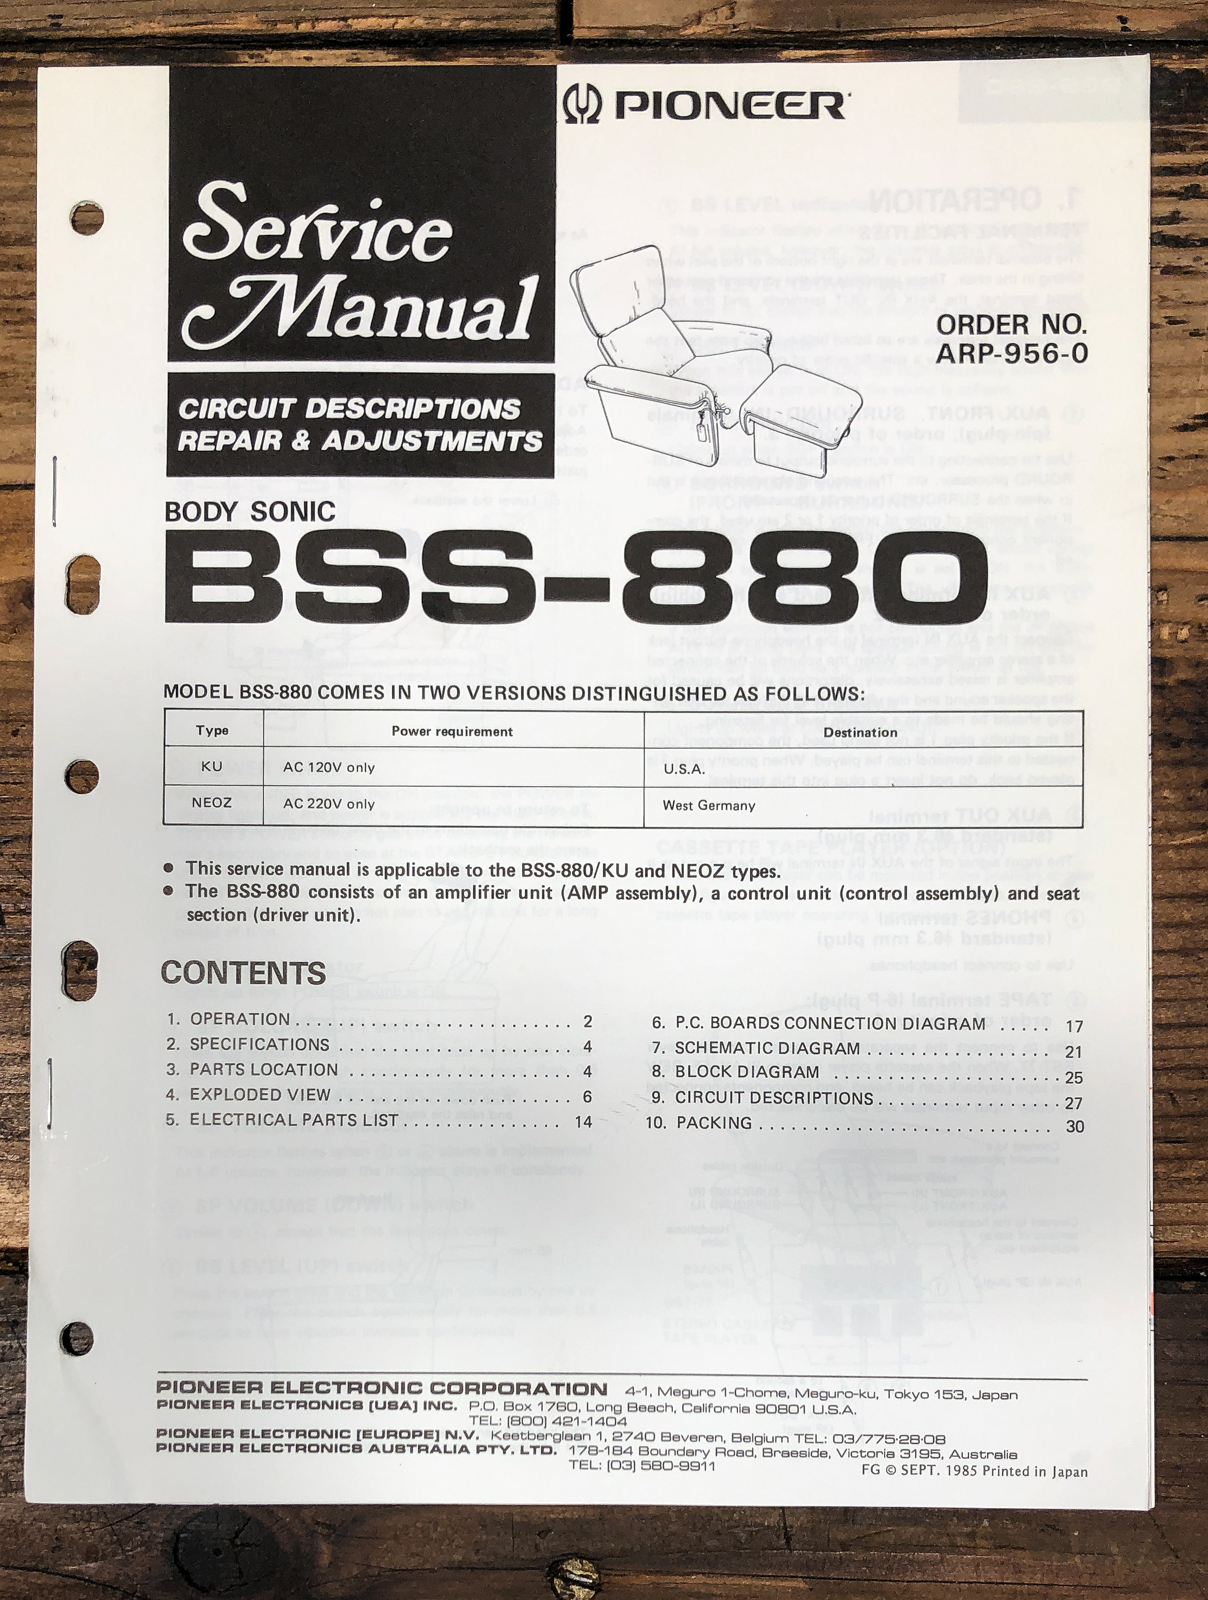 PIONEER
Service
Manual
CIRCUIT DESCRIPTIONS
REPAIR & ADJUSTMENTS
ORDER NO.
ARP-956-0
BODY SONIC
BSS-880
MODEL BSS-880 COMES IN TWO VERSIONS DISTINGUISHED AS FOLLOWS:
Type Power requirement Destination
KU AC 120V only U.S.A.
NEOZ AC 220V only West Germany
● This service manual is applicable to the BSS-880/KU and NEOZ types.
● The BSS-880 consists of an amplifier unit (AMP assembly), a control unit (control assembly) and seat
section (driver unit).
CONTENTS
1. OPERATION . . . . . . . . . . . . . . . . . . . . . . . . . . 2
2. SPECIFICATIONS . . . . . . . . . . . . . . . . . . . . . . 4
3. PARTS LOCATION . . . . . . . . . . . . . . . . . . . . . 4
4. EXPLODED VIEW . . . . . . . . . . . . . . . . . . . . . . 6
5. ELECTRICAL PARTS LIST . . . . . . . . . . . . . . . 14
6. P.C. BOARDS CONNECTION DIAGRAM . . . . . 17
7. SCHEMATIC DIAGRAM . . . . . . . . . . . . . . . . . . 21
8. BLOCK DIAGRAM . . . . . . . . . . . . . . . . . . . . . . 25
9. CIRCUIT DESCRIPTIONS . . . . . . . . . . . . . . . . . 27
10. PACKING . . . . . . . . . . . . . . . . . . . . . . . . . . . . 30
PIONEER ELECTRONIC CORPORATION 4-1, Meguro 1-Chome, Meguro-ku, Tokyo 153, Japan
PIONEER ELECTRONICS [USA] INC. P.O. Box 1760, Long Beach, California 90801 U.S.A.
TEL: [800] 421-1404
PIONEER ELECTRONIC [EUROPE] N.V. Keetberglaan 1, 2740 Beveren, Belgium TEL: 03/775·28·08
PIONEER ELECTRONICS AUSTRALIA PTY. LTD. 178-184 Boundary Road, Braeside, Victoria 3195, Australia
TEL: [03] 580-9911
FG © SEPT. 1985 Printed in Japan